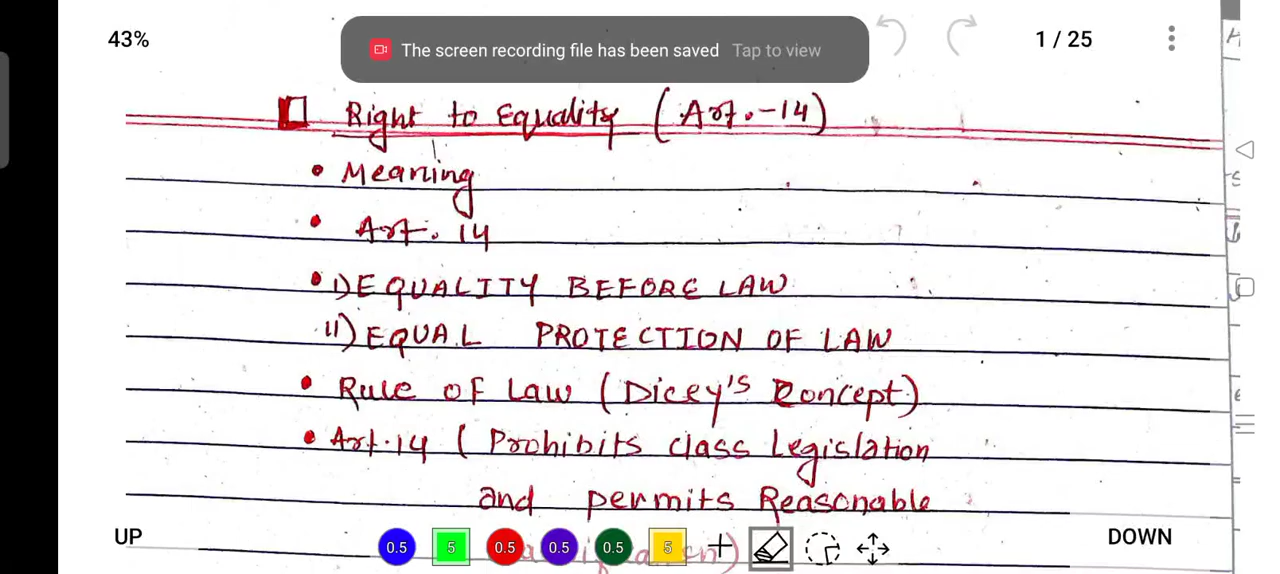 43%
The screen recording file has been saved Tap to view
1 / 25
Right to Equality (Art.-14)
• Meaning
• Art. 14
• I) EQUALITY BEFORE LAW
II) EQUAL PROTECTION OF LAW
• Rule of Law (Dicey's Concept)
• Art.14 ( Prohibits class Legislation
and permits Reasonable
UP
0.5 5 0.5 0.5 0.5 5
DOWN